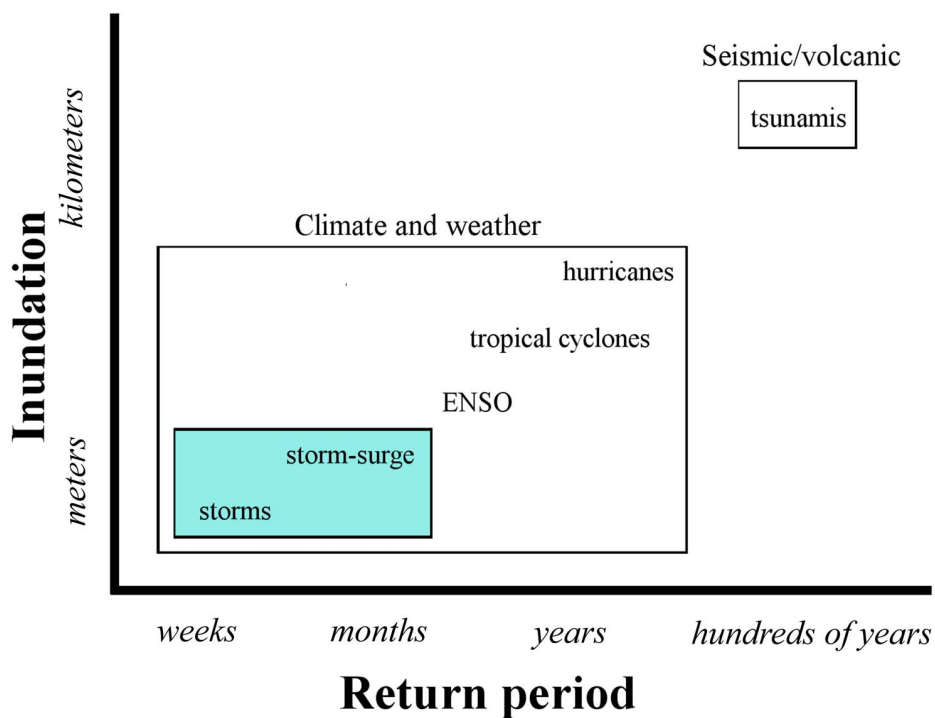 Seismic/volcanic
tsunamis
Climate and weather
hurricanes
tropical cyclones
ENSO
storm-surge
storms
Inundation
kilometers
meters
weeks
months
years
hundreds of years
Return period